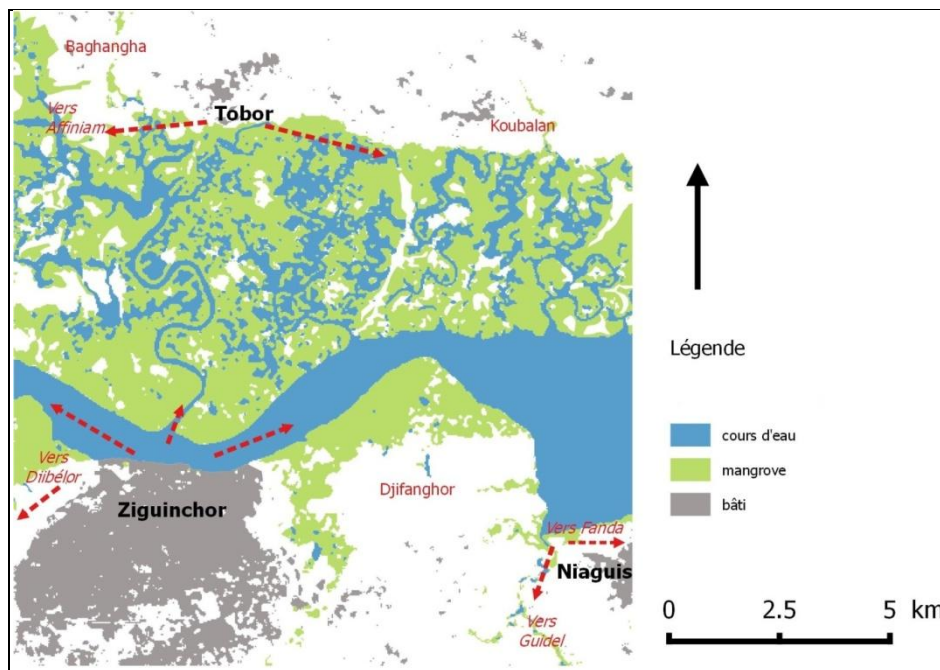 Baghangha
Vers
Affiniam
Tobor
Koubalan
Légende
cours d'eau
mangrove
bâti
Vers
Djibélor
Ziguinchor
Djifanghor
Vers Fanda
Niaguis
Vers
Guidel
0 2.5 5 km